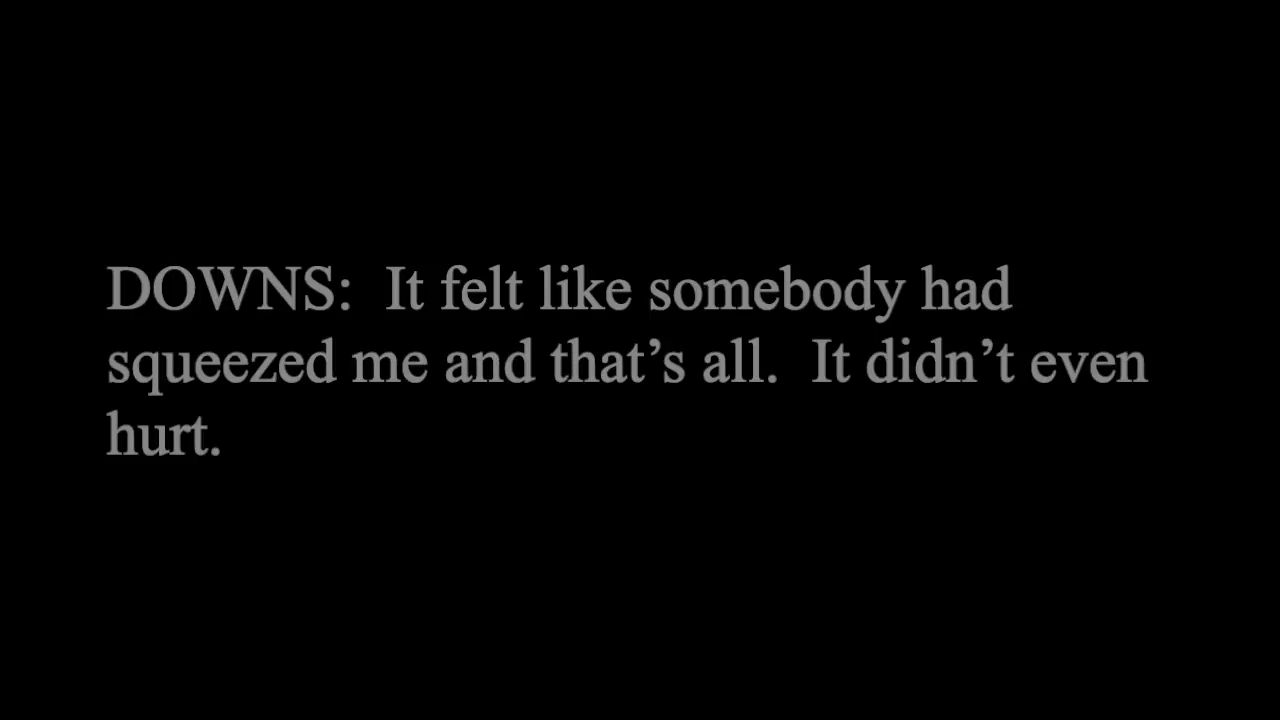 DOWNS:  It felt like somebody had
squeezed me and that’s all.  It didn’t even
hurt.